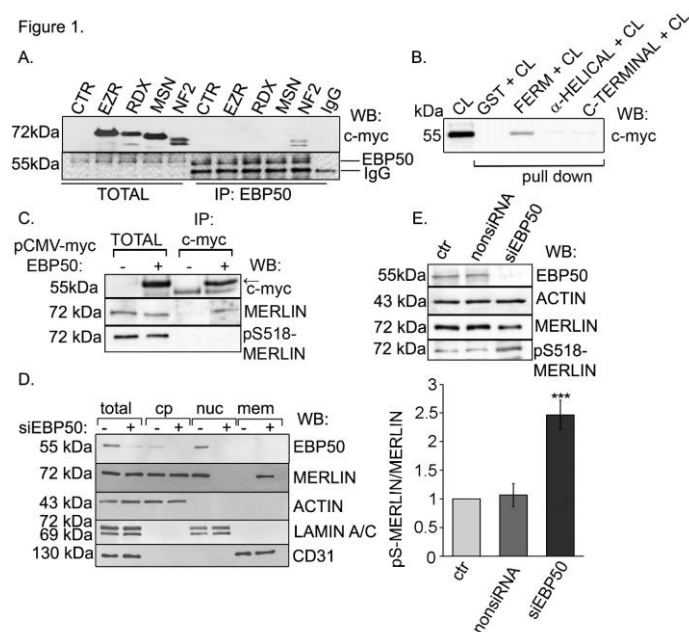 Figure 1.
A.
CTR EZR RDX MSN NF2 CTR EZR RDX MSN NF2 IgG
WB:
72kDa
c-myc
55kDa
EBP50
IgG
TOTAL IP: EBP50
B.
CL GST + CL FERM + CL α-HELICAL + CL C-TERMINAL + CL
kDa
WB:
55
c-myc
pull down
C.
IP:
pCMV-myc TOTAL c-myc
EBP50: - + - + WB:
←
55kDa c-myc
72 kDa MERLIN
72 kDa pS518-
MERLIN
D.
total cp nuc mem
WB:
siEBP50: - + - + - + - +
55 kDa EBP50
72 kDa MERLIN
43 kDa ACTIN
72 kDa
69 kDa LAMIN A/C
130 kDa CD31
E.
ctr nonsiRNA siEBP50
WB:
55kDa EBP50
43 kDa ACTIN
72 kDa MERLIN
72 kDa pS518-
MERLIN
pS-MERLIN/MERLIN
3
2.5
2
1.5
1
0.5
0
***
ctr nonsiRNA siEBP50